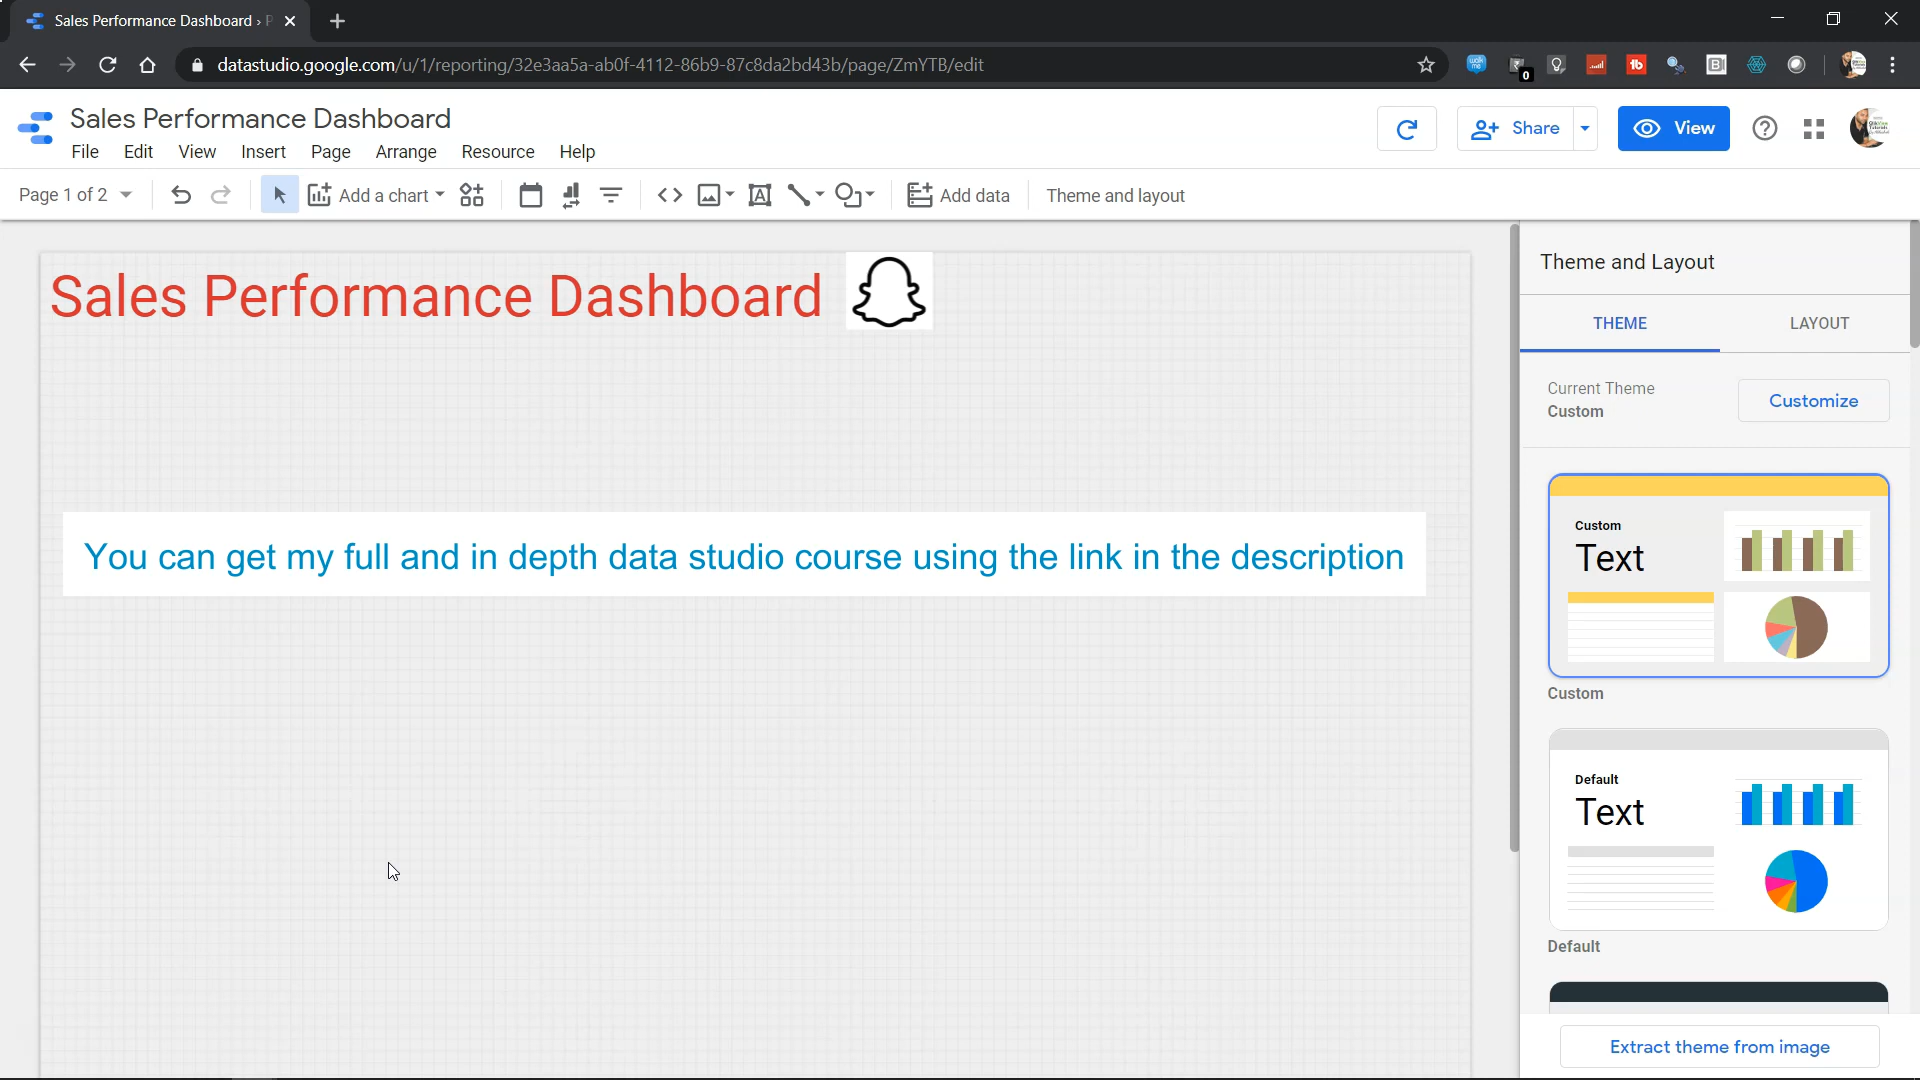 Sales Performance Dashboard ›
datastudio.google.com/u/1/reporting/32e3aa5a-ab0f-4112-86b9-87c8da2bd43b/page/ZmYTB/edit
0
Sales Performance Dashboard
File Edit View Insert Page Arrange Resource Help
Share
View
Page 1 of 2
Add a chart
Add data
Theme and layout
Sales Performance Dashboard
You can get my full and in depth data studio course using the link in the description
Theme and Layout
THEME LAYOUT
Current Theme
Custom
Customize
Custom
Text
Custom
Default
Text
Default
Extract theme from image